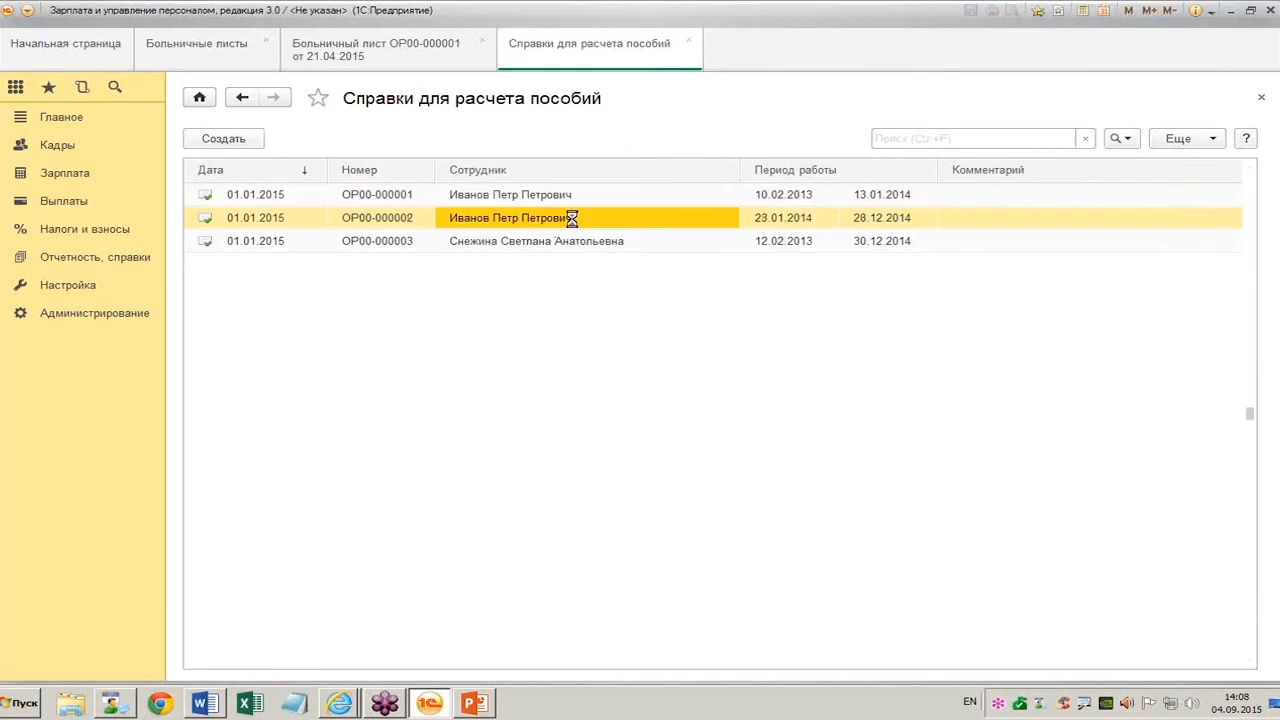 Зарплата и управление персоналом, редакция 3.0 / <Не указан> (1С:Предприятие)
M M+ M-
Начальная страница
Больничные листы
Больничный лист ОР00-000001
от 21.04.2015
Справки для расчета пособий
Главное
Кадры
Зарплата
Выплаты
Налоги и взносы
Отчетность, справки
Настройка
Администрирование
Справки для расчета пособий
Создать
Поиск (Ctrl+F)
Еще
?
Дата Номер Сотрудник Период работы Комментарий
01.01.2015 ОР00-000001 Иванов Петр Петрович 10.02.2013 13.01.2014
01.01.2015 ОР00-000002 Иванов Петр Петрович 23.01.2014 28.12.2014
01.01.2015 ОР00-000003 Снежина Светлана Анатольевна 12.02.2013 30.12.2014
Пуск
EN
14:08
04.09.2015